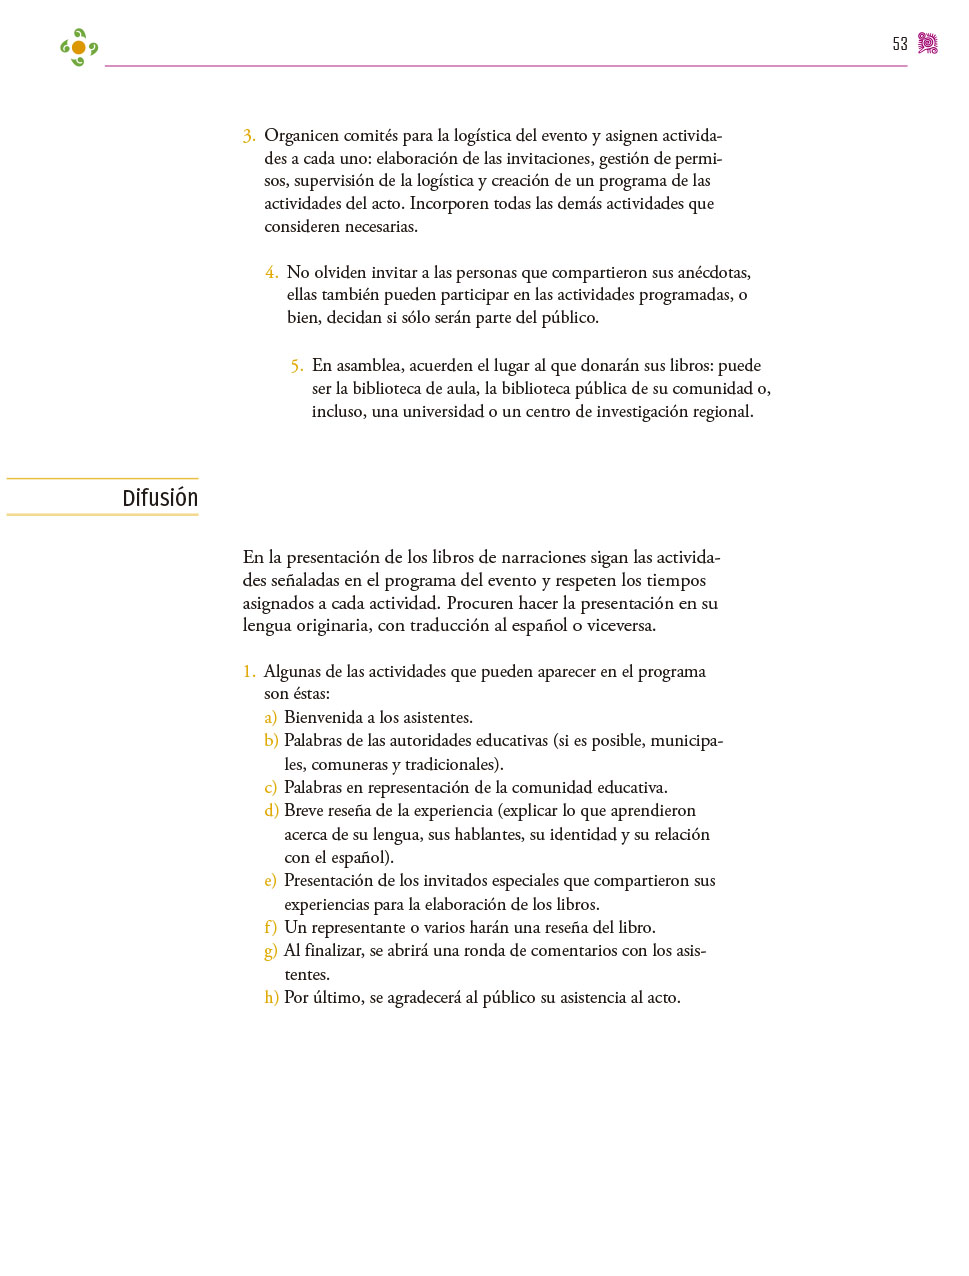 53
3. Organicen comités para la logística del evento y asignen activida-
des a cada uno: elaboración de las invitaciones, gestión de permi-
sos, supervisión de la logística y creación de un programa de las
actividades del acto. Incorporen todas las demás actividades que
consideren necesarias.
4. No olviden invitar a las personas que compartieron sus anécdotas,
ellas también pueden participar en las actividades programadas, o
bien, decidan si sólo serán parte del público.
5. En asamblea, acuerden el lugar al que donarán sus libros: puede
ser la biblioteca de aula, la biblioteca pública de su comunidad o,
incluso, una universidad o un centro de investigación regional.
Difusión
En la presentación de los libros de narraciones sigan las activida-
des señaladas en el programa del evento y respeten los tiempos
asignados a cada actividad. Procuren hacer la presentación en su
lengua originaria, con traducción al español o viceversa.
1. Algunas de las actividades que pueden aparecer en el programa
son éstas:
a) Bienvenida a los asistentes.
b) Palabras de las autoridades educativas (si es posible, municipa-
les, comuneras y tradicionales).
c) Palabras en representación de la comunidad educativa.
d) Breve reseña de la experiencia (explicar lo que aprendieron
acerca de su lengua, sus hablantes, su identidad y su relación
con el español).
e) Presentación de los invitados especiales que compartieron sus
experiencias para la elaboración de los libros.
f) Un representante o varios harán una reseña del libro.
g) Al finalizar, se abrirá una ronda de comentarios con los asis-
tentes.
h) Por último, se agradecerá al público su asistencia al acto.